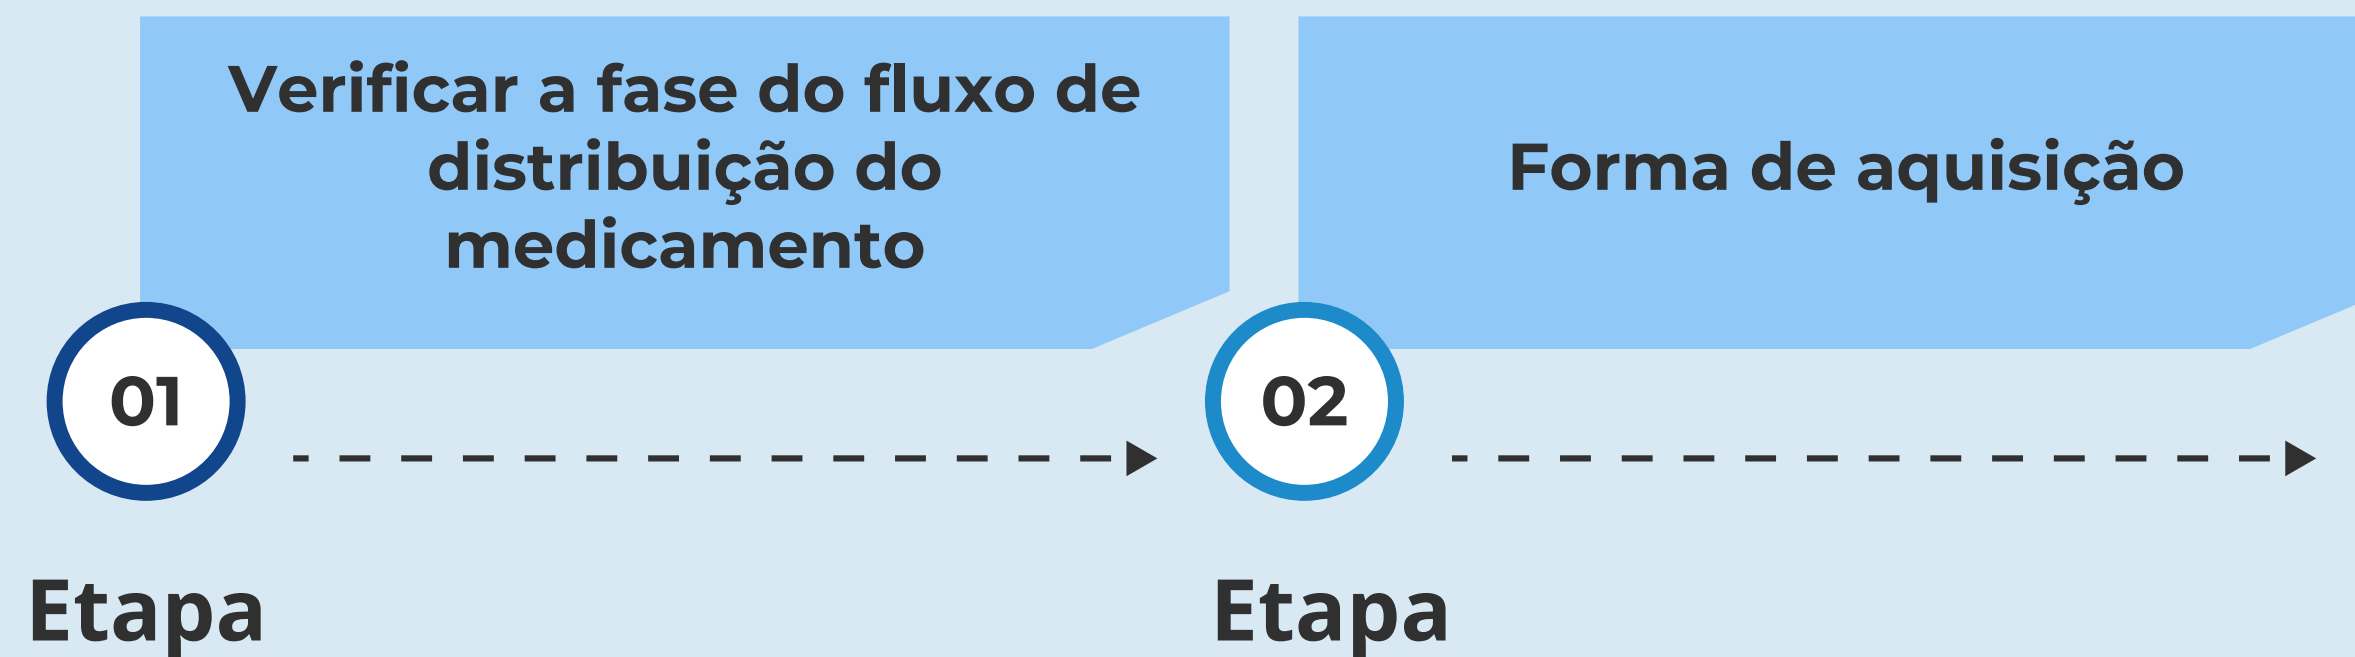 Verificar a fase do fluxo de
distribuição do
medicamento
Forma de aquisição
01
02
Etapa
Etapa